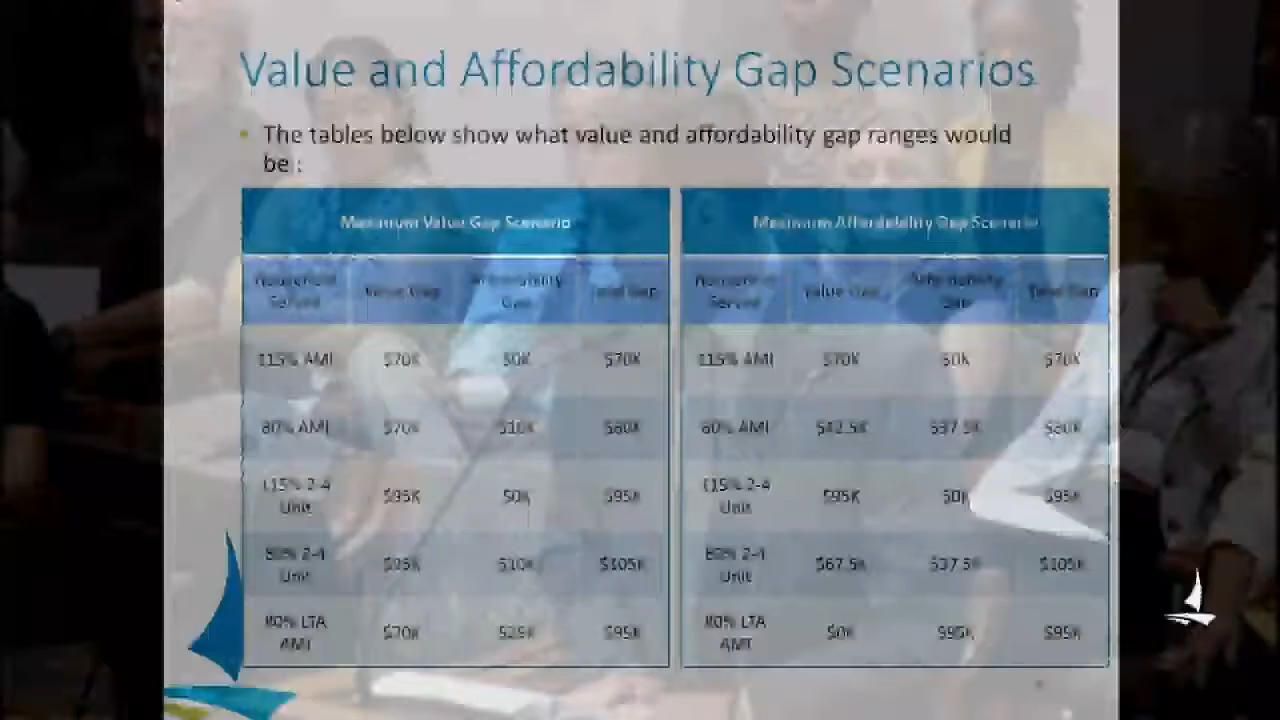 Value and Affordability Gap Scenarios
• The tables below show what value and affordability gap ranges would
be :
Maximum Value Gap Scenario
Maximum Affordability Gap Scenario
Household Served Value Gap Affordability Gap Total Gap
Household Served Value Gap Affordability Gap Total Gap
115% AMI $70K $0K $70K
115% AMI $70K $0K $70K
80% AMI $70K $10K $80K
80% AMI $42.5K $37.5K $80K
115% 2-4 Unit $95K $0K $95K
115% 2-4 Unit $95K $0K $95K
80% 2-4 Unit $95K $10K $105K
80% 2-4 Unit $67.5K $37.5K $105K
80% LTA AMI $70K $25K $95K
80% LTA AMI $0K $95K $95K